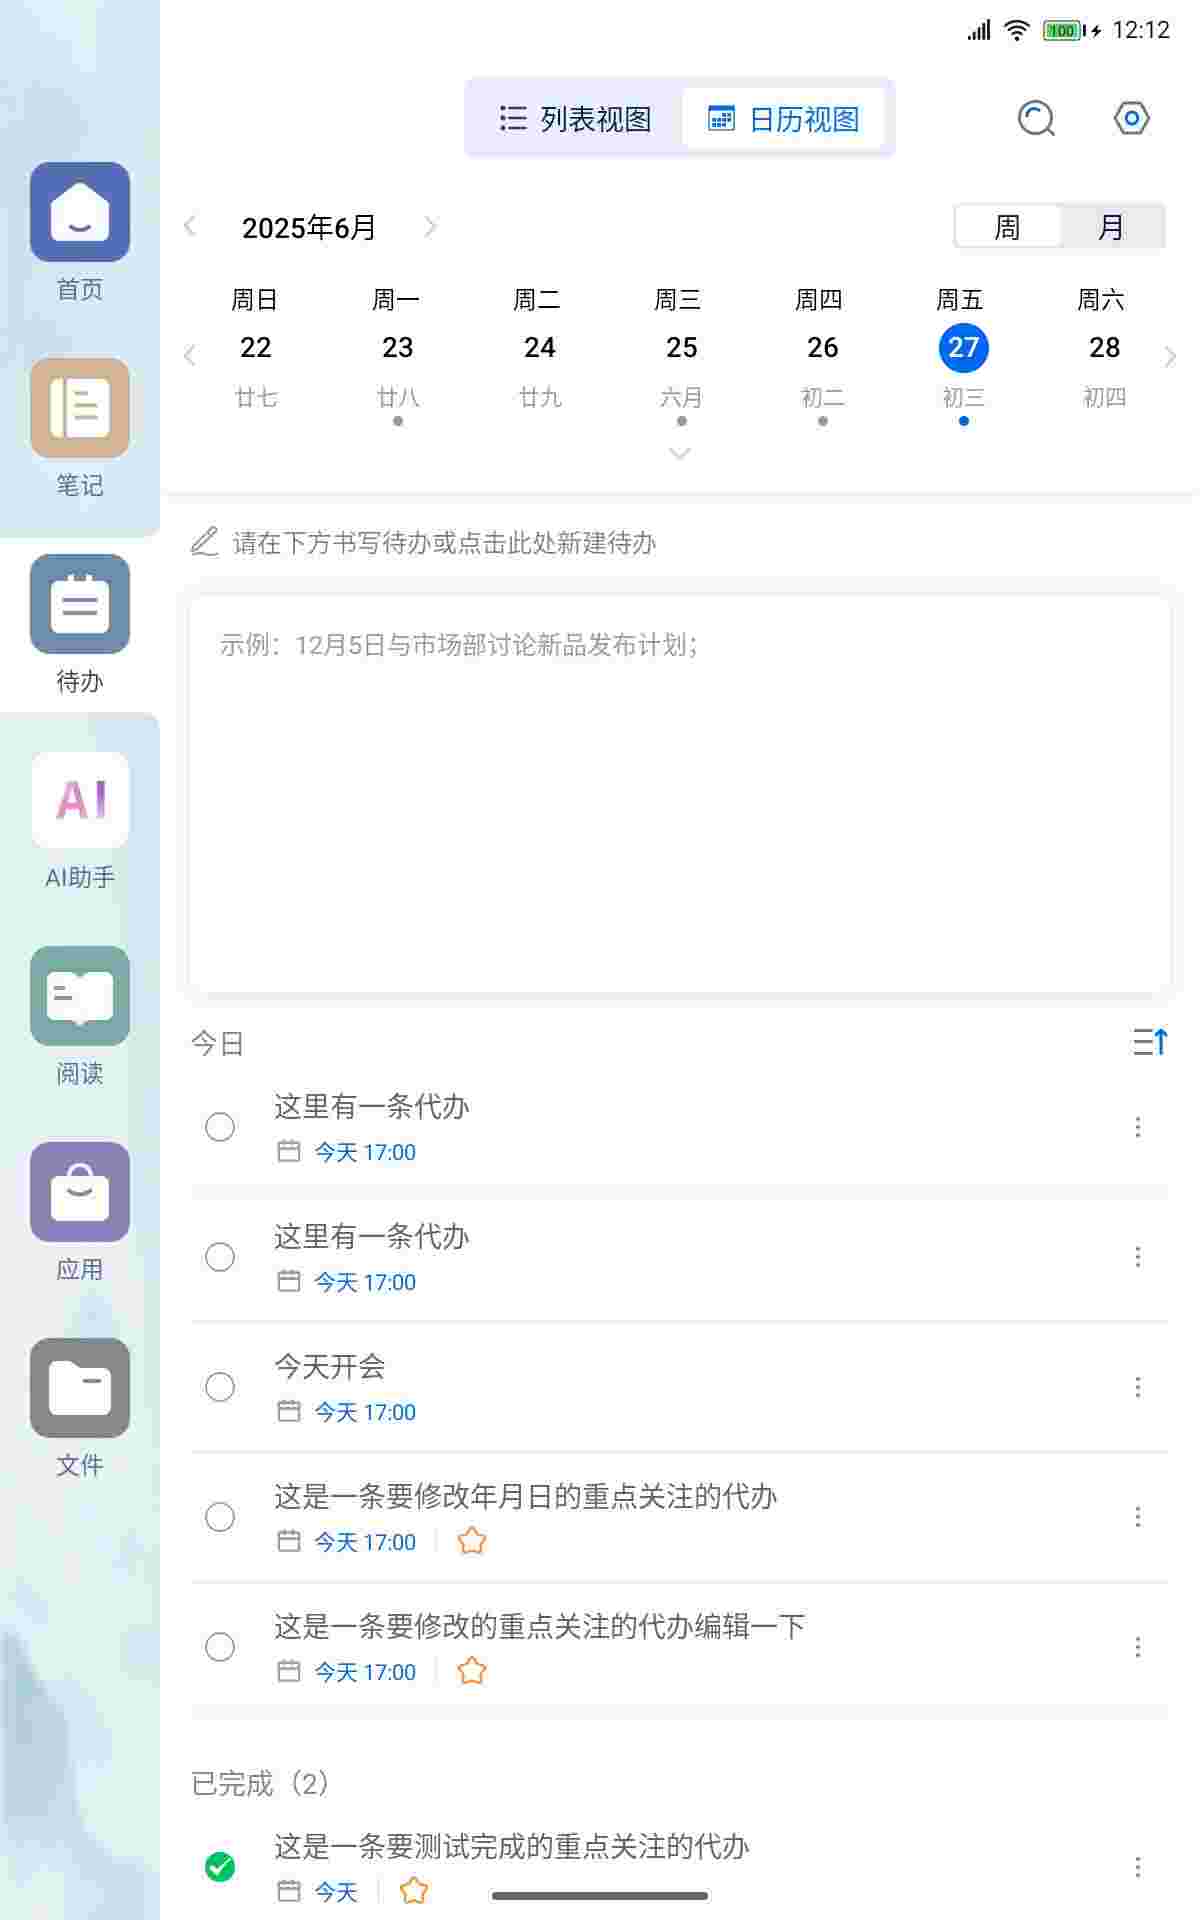 100 12:12
列表视图 日历视图
2025年6月 周 月
周日 周一 周二 周三 周四 周五 周六
22 23 24 25 26 27 28
廿七 廿八 廿九 六月 初二 初三 初四
请在下方书写待办或点击此处新建待办
示例：12月5日与市场部讨论新品发布计划；
首页
笔记
待办
AI
AI助手
阅读
应用
文件
今日
这里有一条代办
今天 17:00
这里有一条代办
今天 17:00
今天开会
今天 17:00
这是一条要修改年月日的重点关注的代办
今天 17:00
这是一条要修改的重点关注的代办编辑一下
今天 17:00
已完成（2）
这是一条要测试完成的重点关注的代办
今天